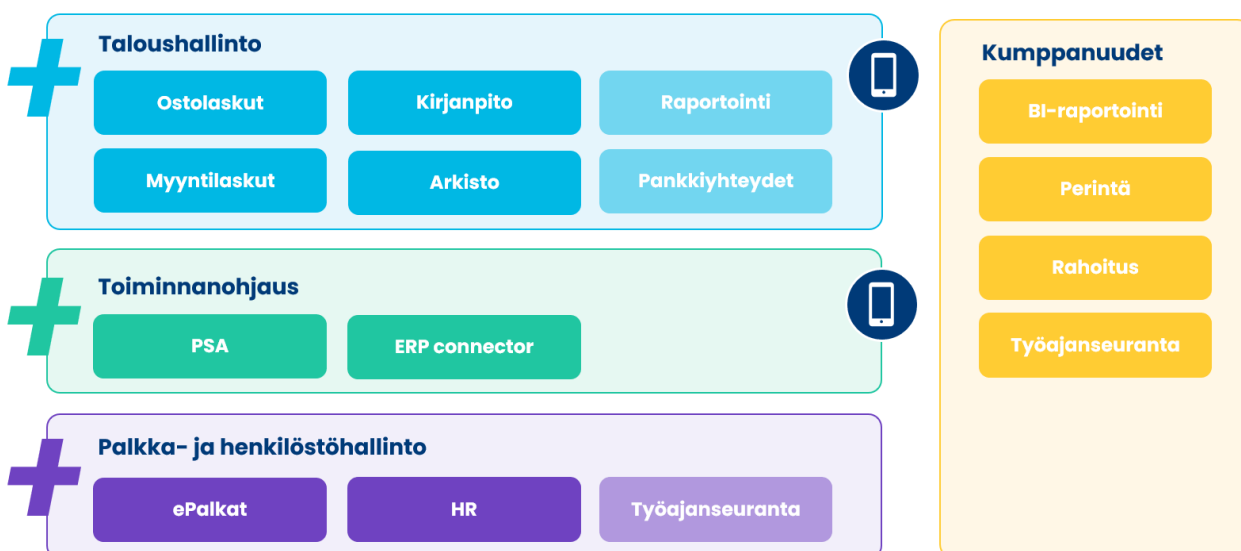 Taloushallinto
Ostolaskut
Kirjanpito
Raportointi
Myyntilaskut
Arkisto
Pankkiyhteydet
Toiminnanohjaus
PSA
ERP connector
Palkka- ja henkilöstöhallinto
ePalkat
HR
Työajanseuranta
Kumppanuudet
BI-raportointi
Perintä
Rahoitus
Työajanseuranta